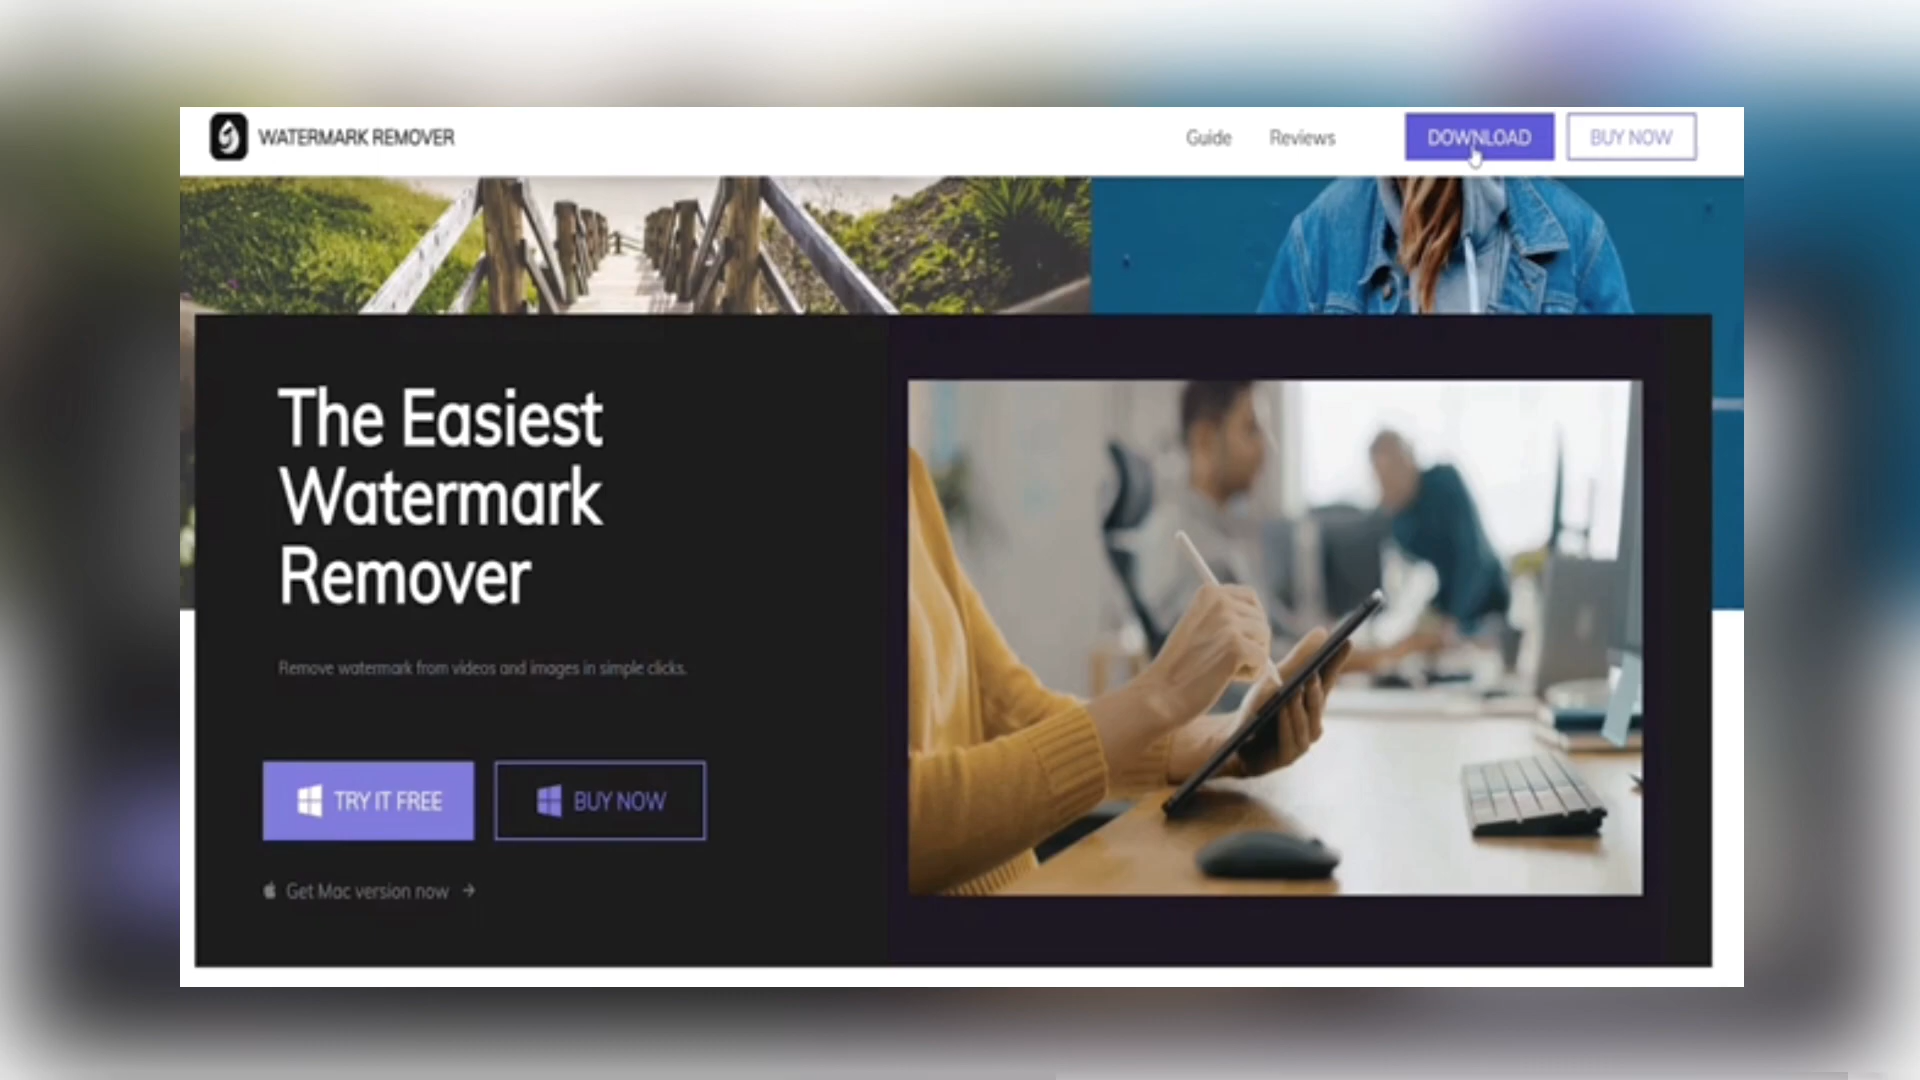 WATERMARK REMOVER
Guide
Reviews
DOWNLOAD
BUY NOW
The Easiest
Watermark
Remover
Remove watermark from videos and images in simple clicks.
TRY IT FREE
BUY NOW
Get Mac version now →